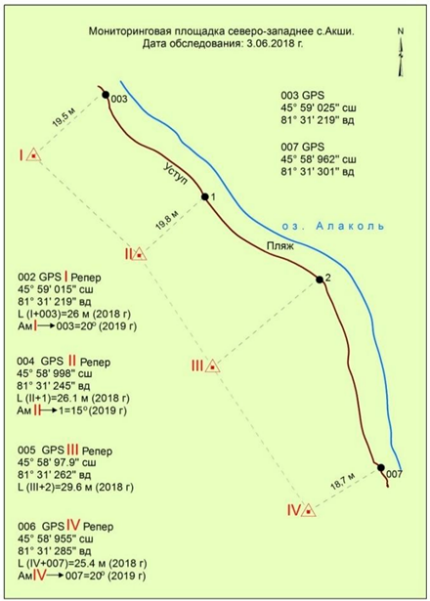 Мониторинговая площадка северо-западнее с.Акши.
Дата обследования: 3.06.2018 г.
N
003 GPS
45° 59' 025" сш
81° 31' 219" вд
007 GPS
45° 58' 962" сш
81° 31' 301" вд
003
19,5 м
I
Уступ
1
19,8 м
оз. Алаколь
Пляж
II
2
002 GPS I Репер
45° 59' 015" сш
81° 31' 219" вд
L (I+003)=26 м (2018 г)
Ам I 003=20° (2019 г)
004 GPS II Репер
45° 58' 998" сш
81° 31' 245" вд
L (II+1)=26.1 м (2018 г)
Ам II 1=15° (2019 г)
III
005 GPS III Репер
45° 58' 97.9" сш
81° 31' 262" вд
L (III+2)=29.6 м (2018 г)
007
18,7 м
IV
006 GPS IV Репер
45° 58' 955" сш
81° 31' 285" вд
L (IV+007)=25.4 м (2018 г)
Ам IV 007=20° (2019 г)